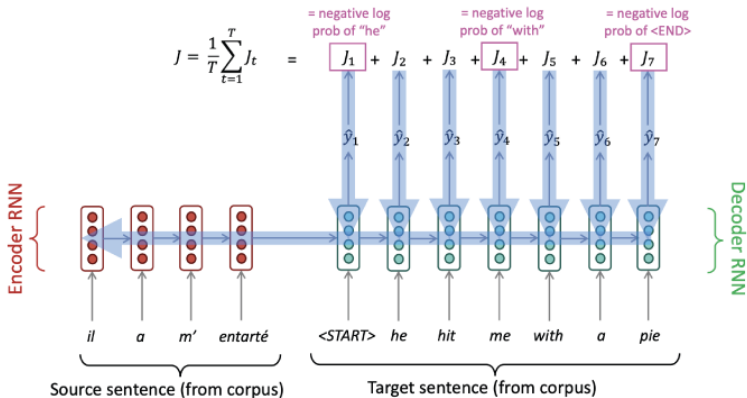 = negative log prob of "he"
= negative log prob of "with"
= negative log prob of <END>
J = 1/T ∑_{t=1}^{T} J_t = J_1 + J_2 + J_3 + J_4 + J_5 + J_6 + J_7
ŷ_1 ŷ_2 ŷ_3 ŷ_4 ŷ_5 ŷ_6 ŷ_7
Encoder RNN
Decoder RNN
il a m' entarté <START> he hit me with a pie
Source sentence (from corpus) Target sentence (from corpus)